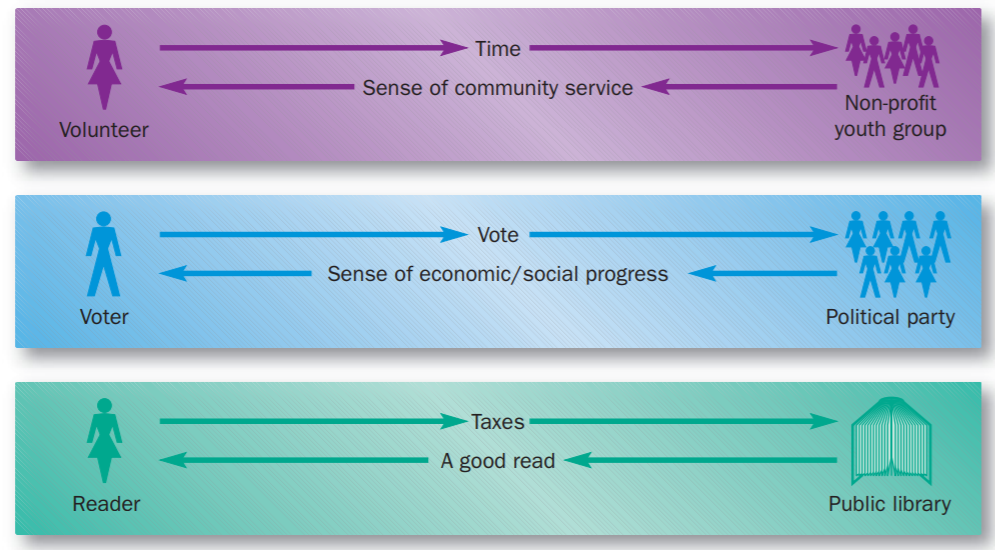 Time
Sense of community service
Volunteer
Non-profit
youth group
Vote
Sense of economic/social progress
Voter
Political party
Taxes
A good read
Reader
Public library